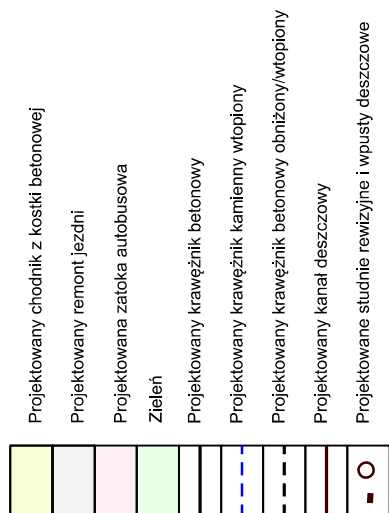 Projektowany chodnik z kostki betonowej
Projektowany remont jezdni
Projektowana zatoka autobusowa
Zieleń
Projektowany krawężnik betonowy
Projektowany krawężnik kamienny wtopiony
Projektowany krawężnik betonowy obniżony/wtopiony
Projektowany kanał deszczowy
Projektowane studnie rewizyjne i wpusty deszczowe